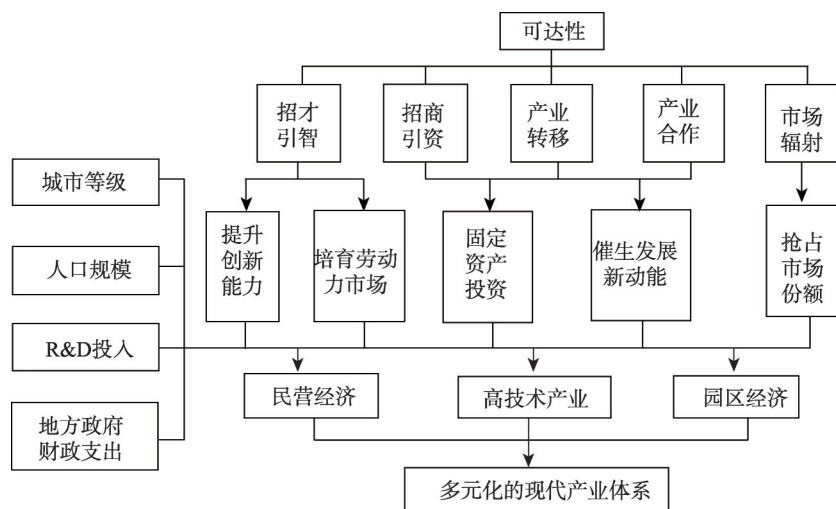 可达性
招才
引智
招商
引资
产业
转移
产业
合作
市场
辐射
城市等级
人口规模
R&D投入
地方政府
财政支出
提升
创新
能力
培育劳动
力市场
固定
资产
投资
催生发展
新动能
抢占
市场
份额
民营经济
高技术产业
园区经济
多元化的现代产业体系